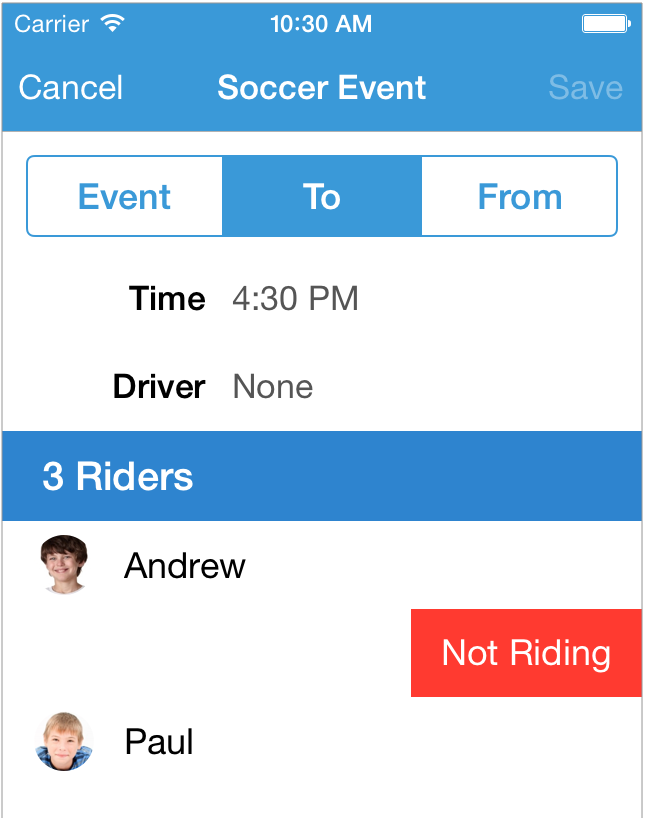 Carrier 10:30 AM
Cancel Soccer Event Save
Event To From
Time 4:30 PM
Driver None
3 Riders
Andrew
Not Riding
Paul